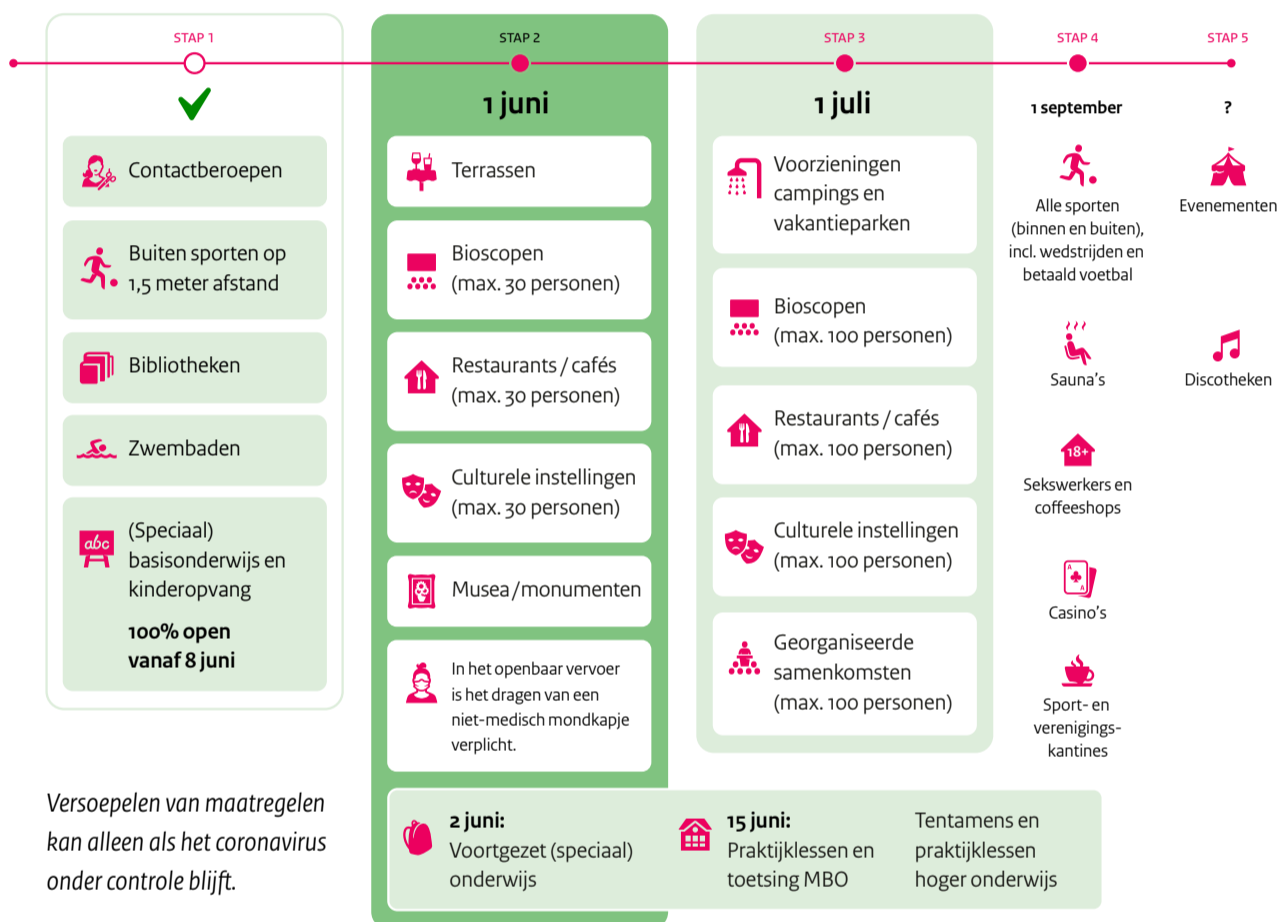 STAP 1
Contactberoepen
Buiten sporten op
1,5 meter afstand
Bibliotheken
Zwembaden
abc
(Speciaal)
basisonderwijs en
kinderopvang
100% open
vanaf 8 juni
STAP 2
1 juni
Terrassen
Bioscopen
(max. 30 personen)
Restaurants / cafés
(max. 30 personen)
Culturele instellingen
(max. 30 personen)
Musea/monumenten
In het openbaar vervoer
is het dragen van een
niet-medisch mondkapje
verplicht.
STAP 3
1 juli
Voorzieningen
campings en
vakantieparken
Bioscopen
(max. 100 personen)
Restaurants / cafés
(max. 100 personen)
Culturele instellingen
(max. 100 personen)
Georganiseerde
samenkomsten
(max. 100 personen)
STAP 4
1 september
Alle sporten
(binnen en buiten),
incl. wedstrijden en
betaald voetbal
Sauna's
18+
Sekswerkers en
coffeeshops
A
A
Casino's
Sport- en
verenigings-
kantines
STAP 5
?
Evenementen
Discotheken
Versoepelen van maatregelen
kan alleen als het coronavirus
onder controle blijft.
2 juni:
Voortgezet (speciaal)
onderwijs
15 juni:
Praktijklessen en
toetsing MBO
Tentamens en
praktijklessen
hoger onderwijs